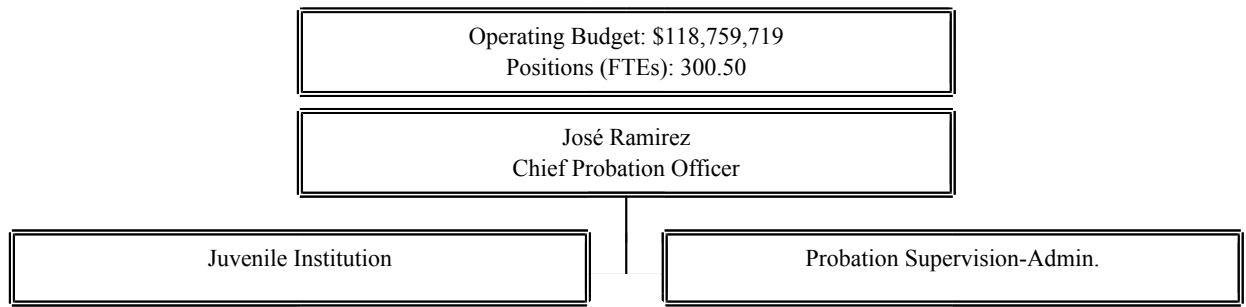 Operating Budget: $118,759,719
Positions (FTEs): 300.50
José Ramirez
Chief Probation Officer
Juvenile Institution
Probation Supervision-Admin.